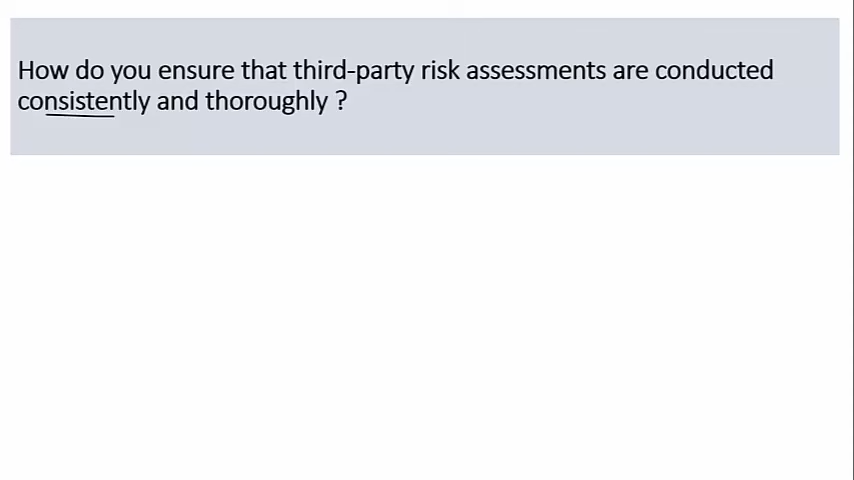 How do you ensure that third-party risk assessments are conducted
consistently and thoroughly ?